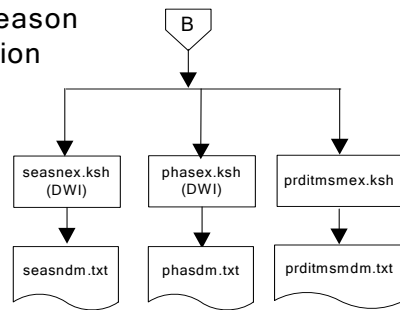 eason
ion
B
seasnex.ksh
(DWI)
phasex.ksh
(DWI)
prditmsmex.ksh
seasndm.txt
phasdm.txt
prditmsmdm.txt